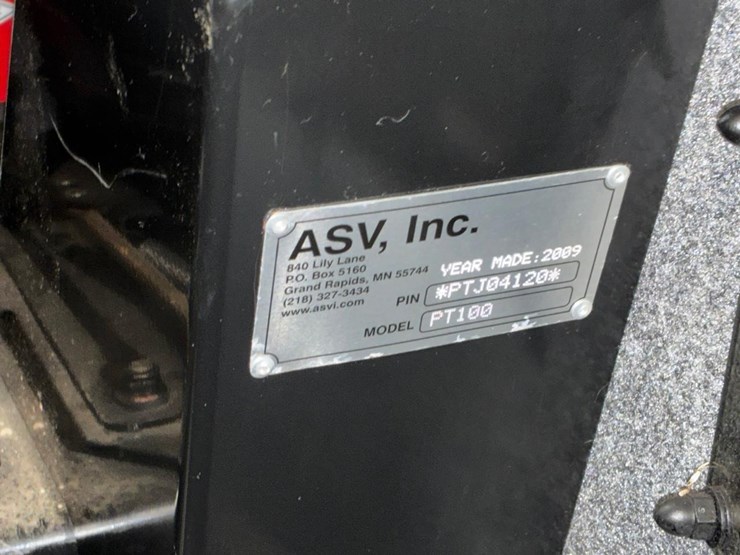 ASV, Inc.
840 Lily Lane
P.O. Box 5160
Grand Rapids, MN 55744
(218) 327-3434
www.asvi.com
YEAR MADE:2009
PIN *PTJ04120*
MODEL PT100